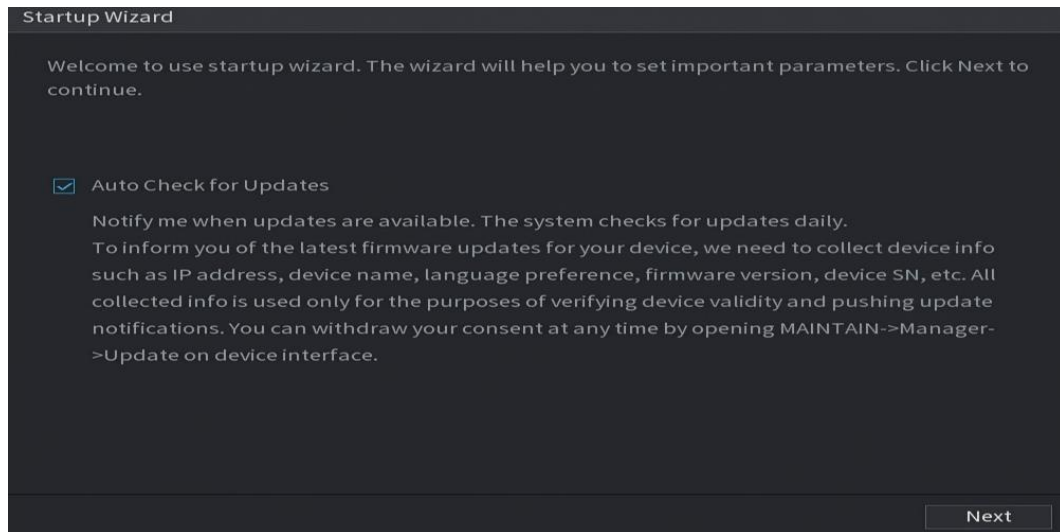 Startup Wizard
Welcome to use startup wizard. The wizard will help you to set important parameters. Click Next to
continue.
Auto Check for Updates
Notify me when updates are available. The system checks for updates daily.
To inform you of the latest firmware updates for your device, we need to collect device info
such as IP address, device name, language preference, firmware version, device SN, etc. All
collected info is used only for the purposes of verifying device validity and pushing update
notifications. You can withdraw your consent at any time by opening MAINTAIN->Manager-
>Update on device interface.
Next